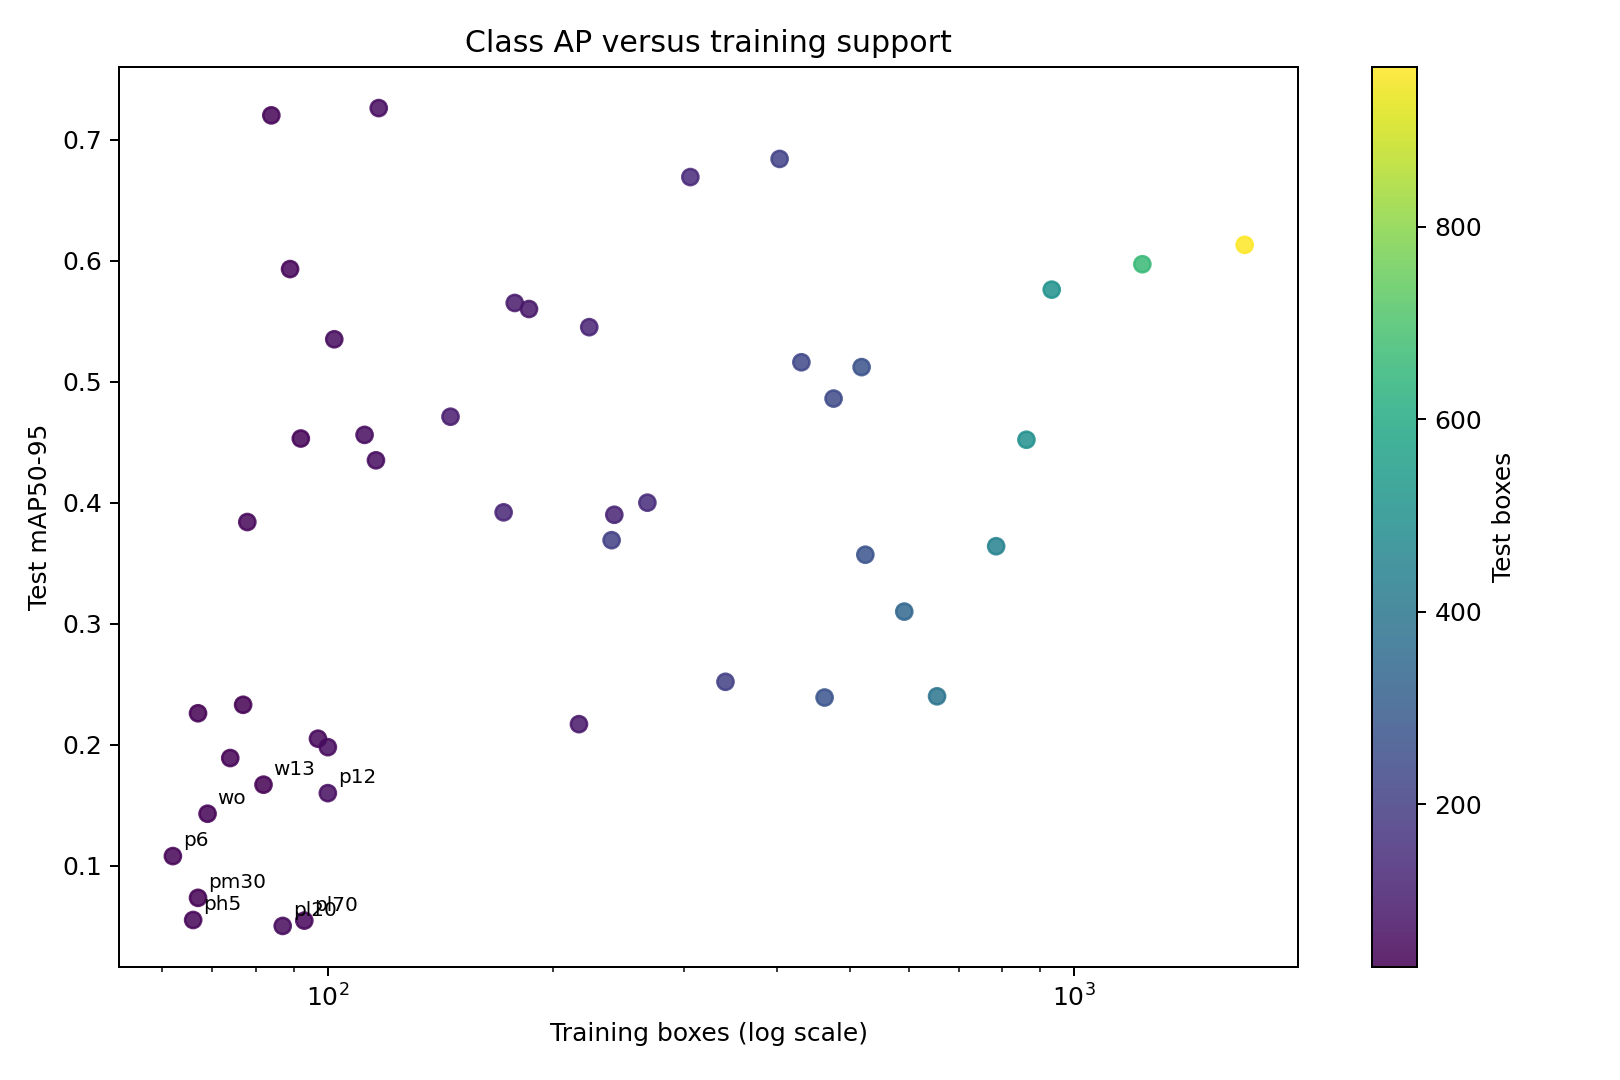 Class AP versus training support
Test mAP50-95
0.7
0.6
0.5
0.4
0.3
0.2
0.1
w13
p12
wo
p6
pm30
ph5
pl20
pl70
10²
10³
Training boxes (log scale)
800
600
400
200
Test boxes